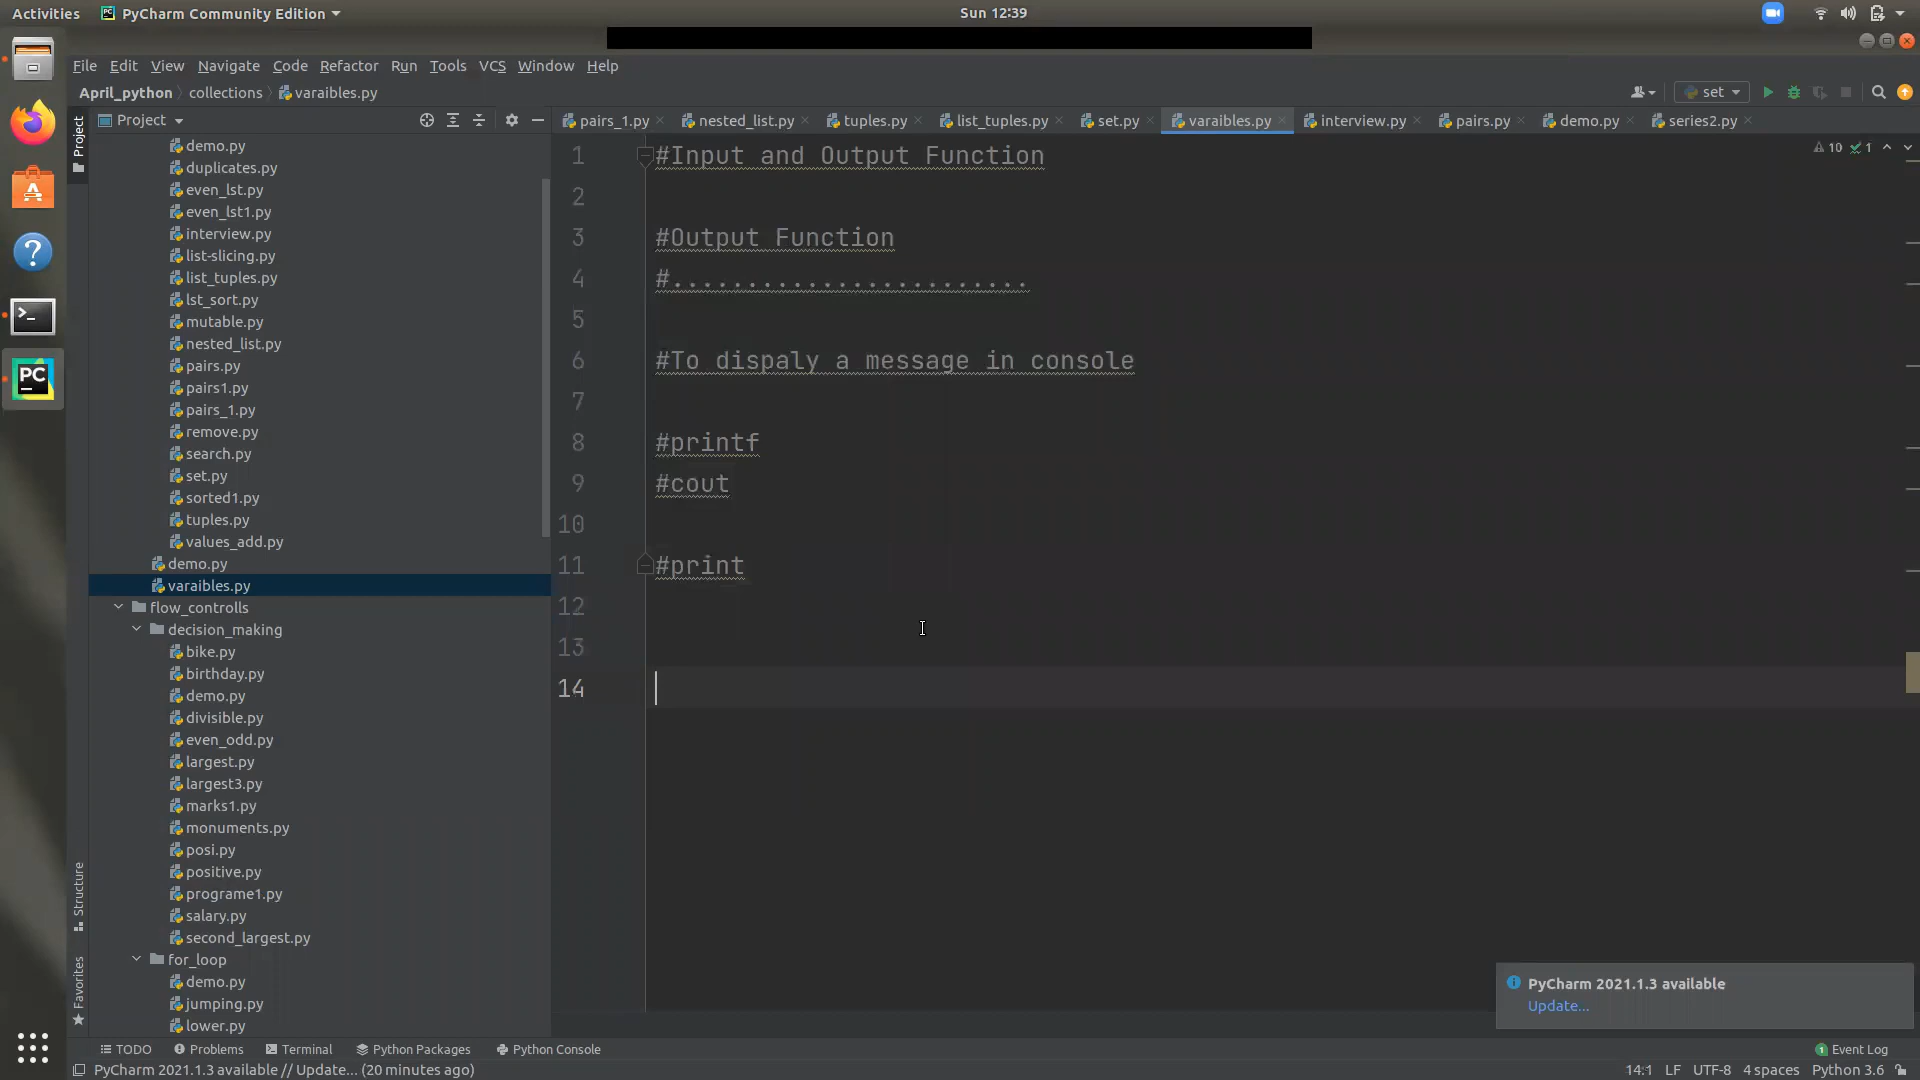 Activities PyCharm Community Edition Sun 12:39
File Edit View Navigate Code Refactor Run Tools VCS Window Help
April_python collections varaibles.py set
Project
pairs_1.py nested_list.py tuples.py list_tuples.py set.py varaibles.py interview.py pairs.py demo.py series2.py
Project
demo.py
duplicates.py
even_lst.py
even_lst1.py
interview.py
list-slicing.py
list_tuples.py
lst_sort.py
mutable.py
nested_list.py
pairs.py
pairs1.py
pairs_1.py
remove.py
search.py
set.py
sorted1.py
tuples.py
values_add.py
demo.py
varaibles.py
flow_controlls
decision_making
bike.py
birthday.py
demo.py
divisible.py
even_odd.py
largest.py
largest3.py
marks1.py
monuments.py
posi.py
positive.py
programe1.py
salary.py
second_largest.py
for_loop
demo.py
jumping.py
lower.py
Structure
Favorites
10 1
1 #Input and Output Function
2
3 #Output Function
4 #........................
5
6 #To dispaly a message in console
7
8 #printf
9 #cout
10
11 #print
12
13
14
PyCharm 2021.1.3 available
Update...
TODO Problems Terminal Python Packages Python Console 1 Event Log
PyCharm 2021.1.3 available // Update... (20 minutes ago) 14:1 LF UTF-8 4 spaces Python 3.6